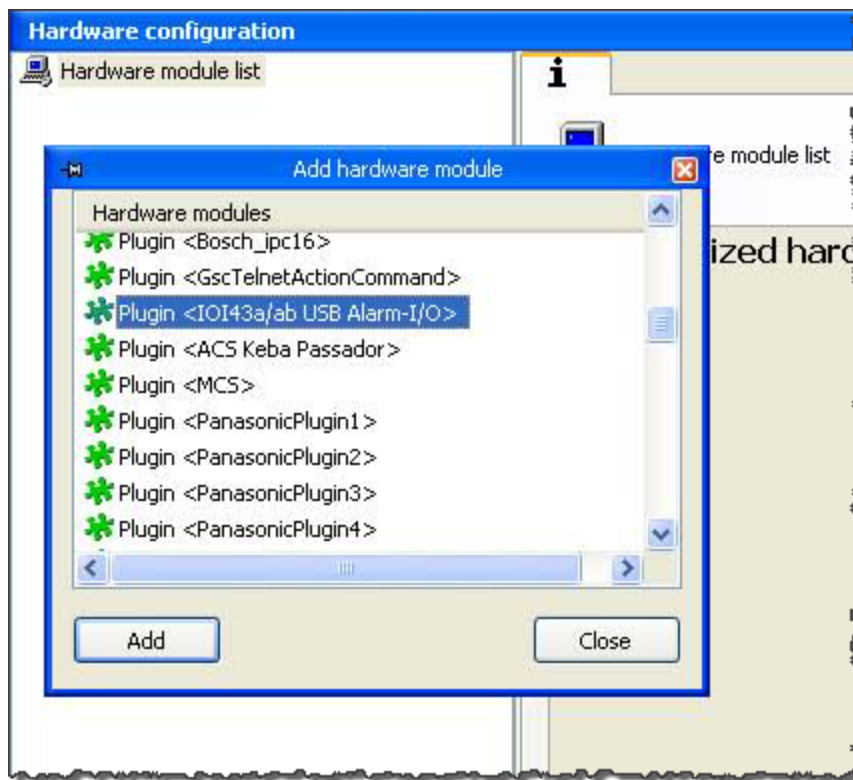 Hardware configuration
Hardware module list
i
e module list
Add hardware module
Hardware modules
ized hard
Plugin <Bosch_ipc16>
Plugin <GscTelnetActionCommand>
Plugin <IOI43a/ab USB Alarm-I/O>
Plugin <ACS Keba Passador>
Plugin <MCS>
Plugin <PanasonicPlugin1>
Plugin <PanasonicPlugin2>
Plugin <PanasonicPlugin3>
Plugin <PanasonicPlugin4>
Add
Close